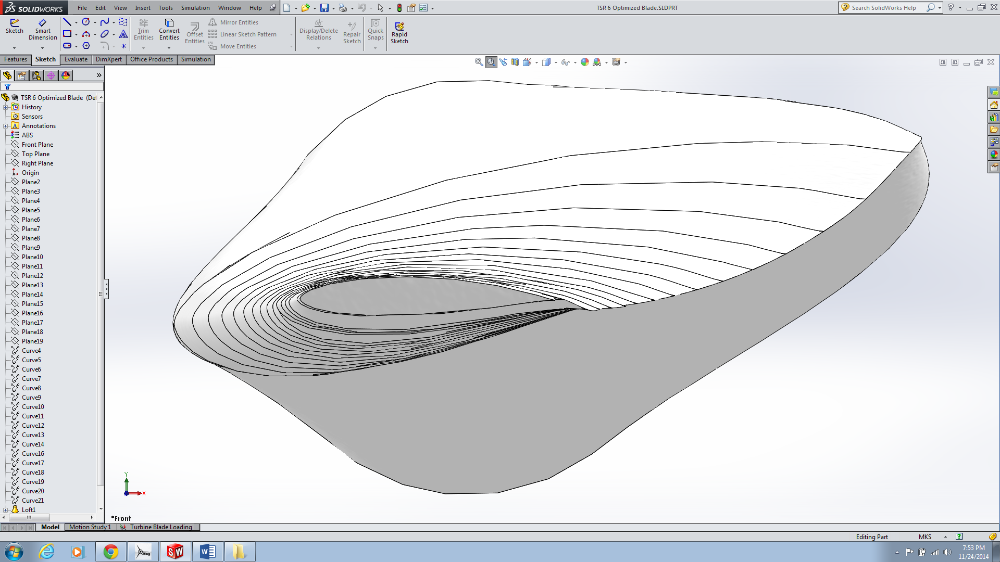 SOLIDWORKS File Edit View Insert Tools Simulation Window Help TSR 6 Optimized Blade.SLDPRT Search SolidWorks Help
Sketch Smart Dimension Trim Entities Convert Entities Offset Entities Mirror Entities Display/Delete Relations Repair Sketch Quick Snaps Rapid Sketch
Linear Sketch Pattern
Move Entities
Features Sketch Evaluate DimXpert Office Products Simulation
TSR 6 Optimized Blade (De
History
Sensors
Annotations
ABS
Front Plane
Top Plane
Right Plane
Origin
Plane2
Plane3
Plane4
Plane5
Plane6
Plane7
Plane8
Plane9
Plane10
Plane11
Plane12
Plane13
Plane14
Plane15
Plane16
Plane17
Plane18
Plane19
Curve4
Curve5
Curve6
Curve7
Curve8
Curve9
Curve10
Curve11
Curve12
Curve13
Curve14
Curve16
Curve17
Curve18
Curve19
Curve20
Curve21
Loft1
Y
X
*Front
Model Motion Study 1 Turbine Blade Loading
Editing Part MKS
7:53 PM
11/24/2014